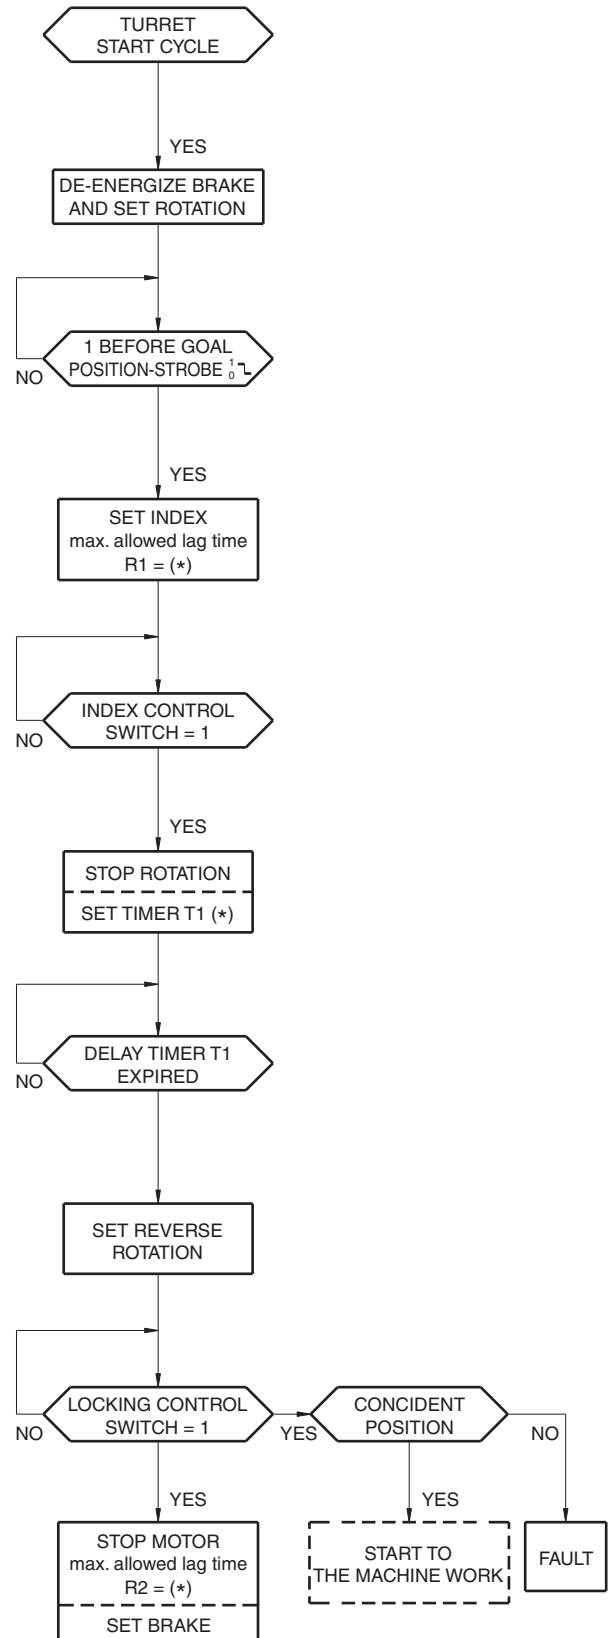 TURRET
START CYCLE
YES
DE-ENERGIZE BRAKE
AND SET ROTATION
1 BEFORE GOAL
POSITION-STROBE 1 0
NO
YES
SET INDEX
max. allowed lag time
R1 = (*)
INDEX CONTROL
SWITCH = 1
NO
YES
STOP ROTATION
SET TIMER T1 (*)
DELAY TIMER T1
EXPIRED
NO
SET REVERSE
ROTATION
LOCKING CONTROL
SWITCH = 1
NO
YES
CONCIDENT
POSITION
NO
YES
YES
STOP MOTOR
max. allowed lag time
R2 = (*)
SET BRAKE
START TO
THE MACHINE WORK
FAULT